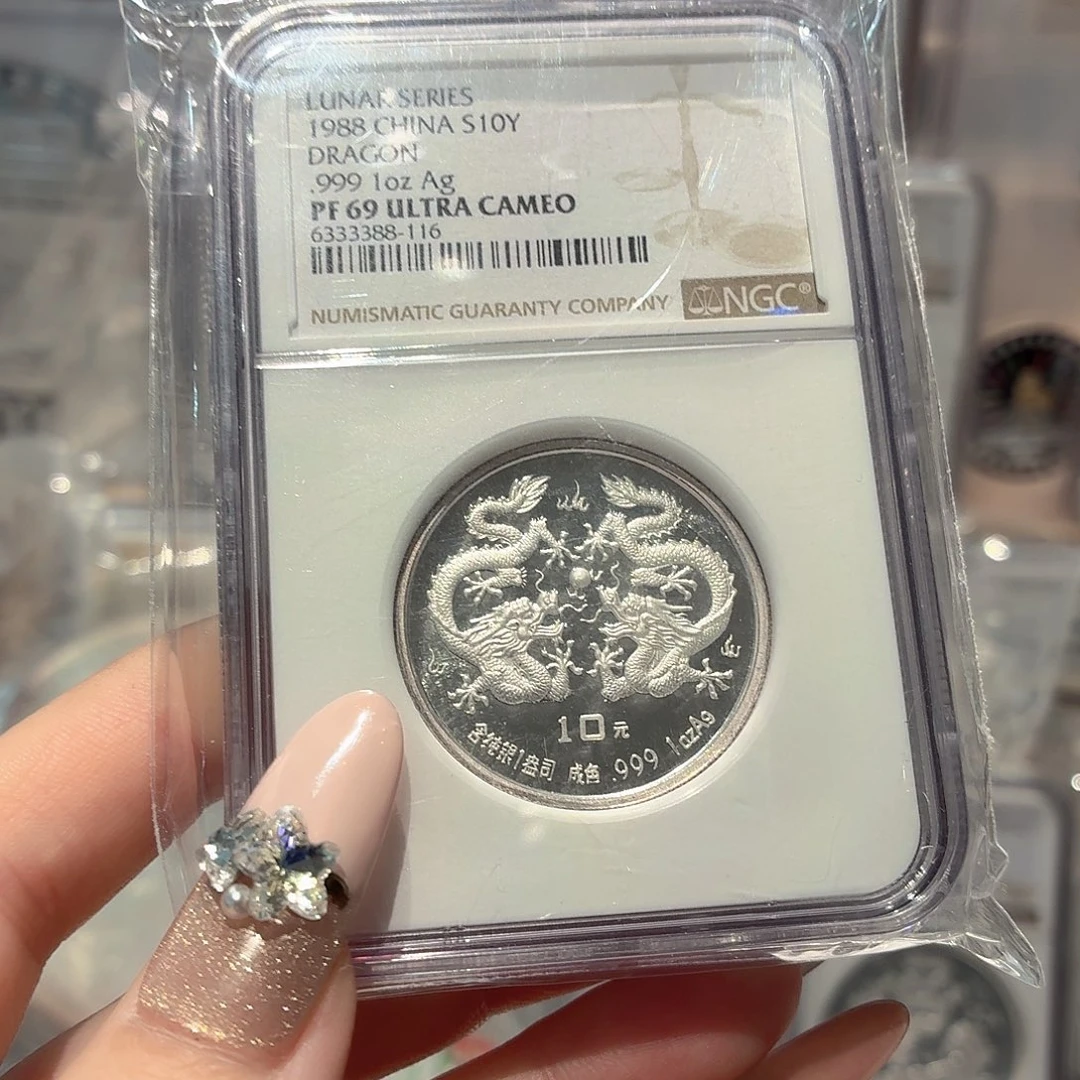 LUNAR SERIES
1988 CHINA S10Y
DRAGON
.999 1oz Ag
PF 69 ULTRA CAMEO
6333388-116
NUMISMATIC GUARANTY COMPANY
NGC®
10元
含纯银1盎司 成色 .999 1ozAg